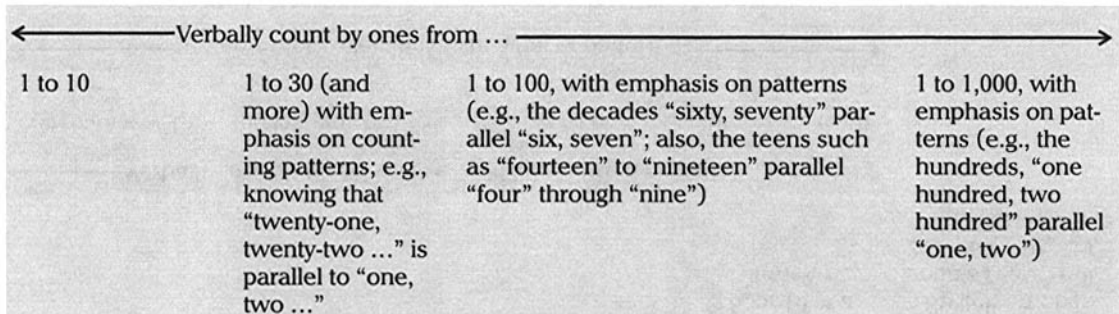 Verbally count by ones from ...
1 to 10
1 to 30 (and
more) with em-
phasis on count-
ing patterns; e.g.,
knowing that
“twenty-one,
twenty-two ...” is
parallel to “one,
two ...”
1 to 100, with emphasis on patterns
(e.g., the decades “sixty, seventy” par-
allel “six, seven”; also, the teens such
as “fourteen” to “nineteen” parallel
“four” through “nine”)
1 to 1,000, with
emphasis on pat-
terns (e.g., the
hundreds, “one
hundred, two
hundred” parallel
“one, two”)